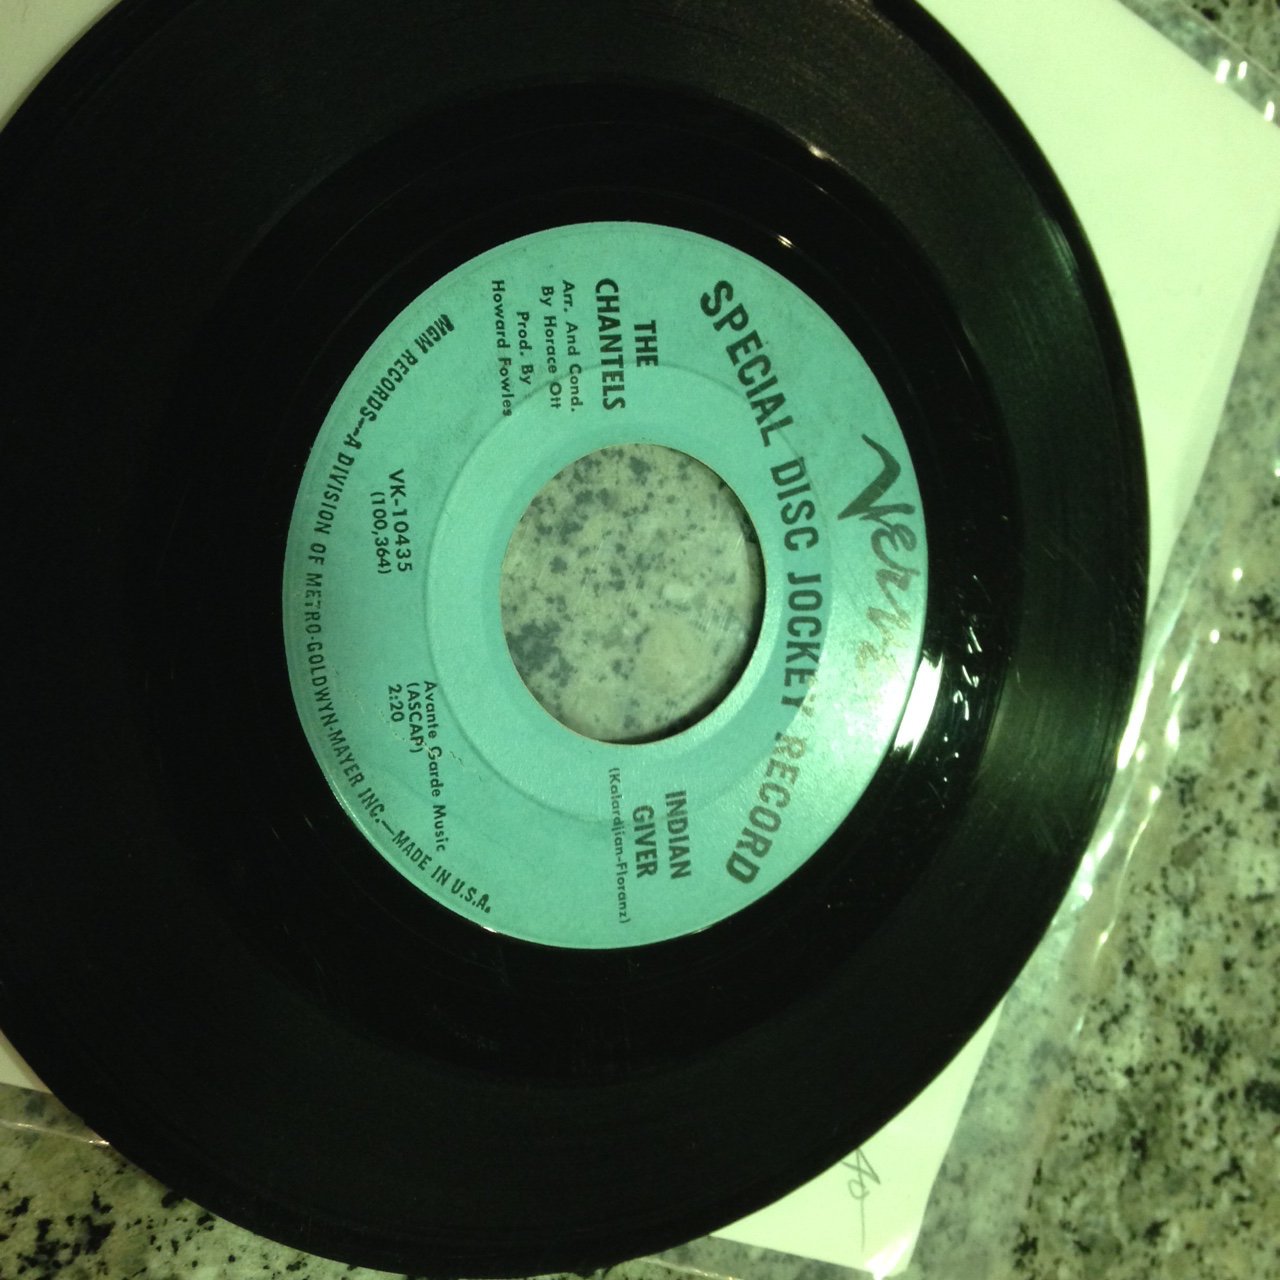 Verve
SPECIAL DISC JOCKEY RECORD
THE
CHANTELS
Arr. And Cond.
By Horace Ott
Prod. By
Howard Fowles
INDIAN
GIVER
(Kalardjian-Floranz)
VK-10435
(100,364)
Avante Garde Music
(ASCAP)
2:20
MGM RECORDS—A DIVISION OF METRO-GOLDWYN-MAYER INC.—MADE IN U.S.A.